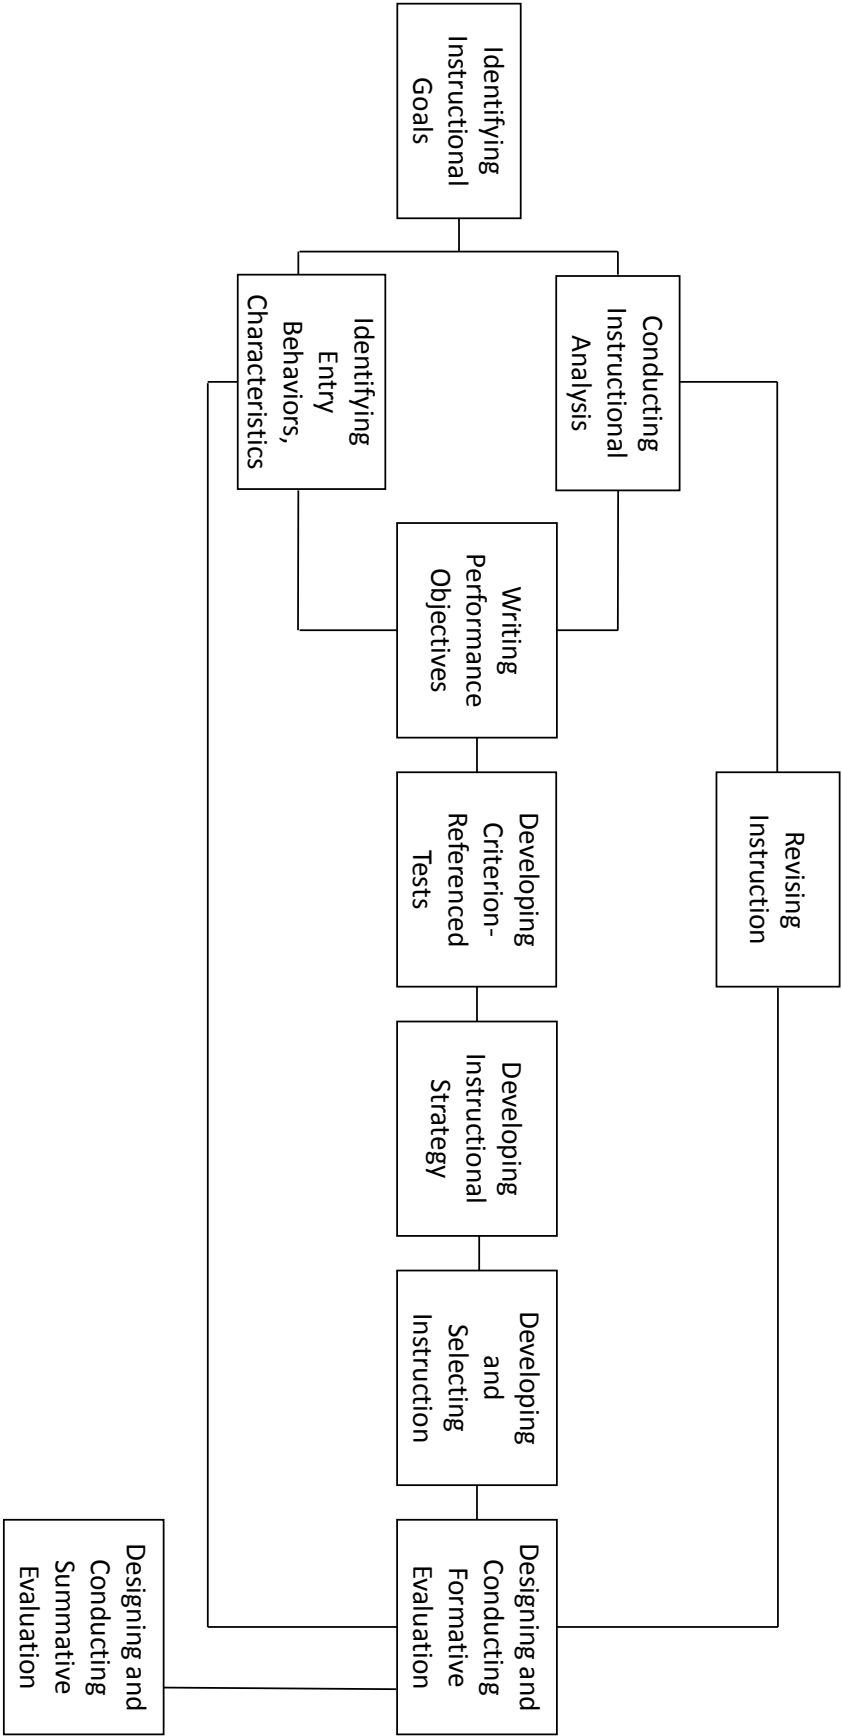 Identifying
Instructional
Goals
Conducting
Instructional
Analysis
Identifying
Entry
Behaviors,
Characteristics
Writing
Performance
Objectives
Revising
Instruction
Developing
Criterion-
Referenced
Tests
Developing
Instructional
Strategy
Developing
and
Selecting
Instruction
Designing and
Conducting
Formative
Evaluation
Designing and
Conducting
Summative
Evaluation